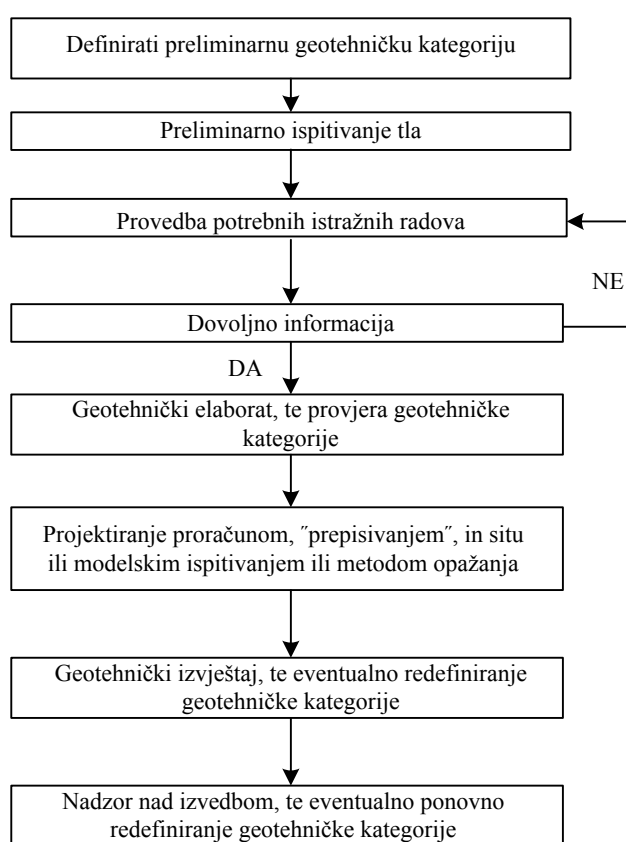 Definirati preliminarnu geotehničku kategoriju
Preliminarno ispitivanje tla
Provedba potrebnih istražnih radova
NE
Dovoljno informacija
DA
Geotehnički elaborat, te provjera geotehničke
kategorije
Projektiranje proračunom, ˝prepisivanjem˝, in situ
ili modelskim ispitivanjem ili metodom opažanja
Geotehnički izvještaj, te eventualno redefiniranje
geotehničke kategorije
Nadzor nad izvedbom, te eventualno ponovno
redefiniranje geotehničke kategorije